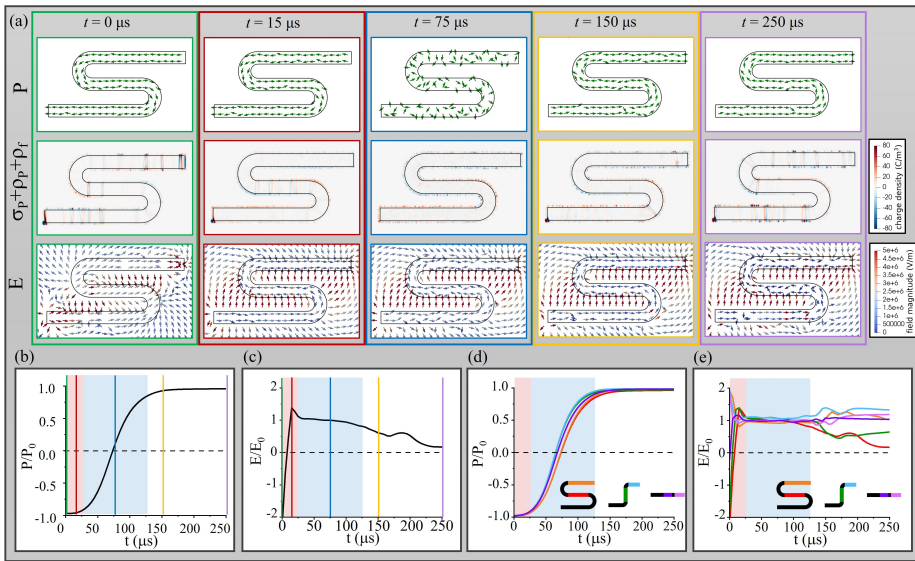 (a) t = 0 μs t = 15 μs t = 75 μs t = 150 μs t = 250 μs
P
σP+ρP+ρf
80
60
40
20
0
-20
-40
-60
-80
charge density (C/m³)
E
5e+6
4.5e+6
4e+6
3.5e+6
3e+6
2.5e+6
2e+6
1.5e+6
1e+6
500000
0
field magnitude (V/m)
(b)
P/P₀
1.0
0.5
0.0
-0.5
-1.0
0 50 100 150 200 250
t (μs)
(c)
E/E₀
2
1
0
-1
-2
0 50 100 150 200 250
t (μs)
(d)
P/P₀
1.0
0.5
0.0
-0.5
-1.0
0 50 100 150 200 250
t (μs)
(e)
E/E₀
2
1
0
-1
-2
0 50 100 150 200 250
t (μs)